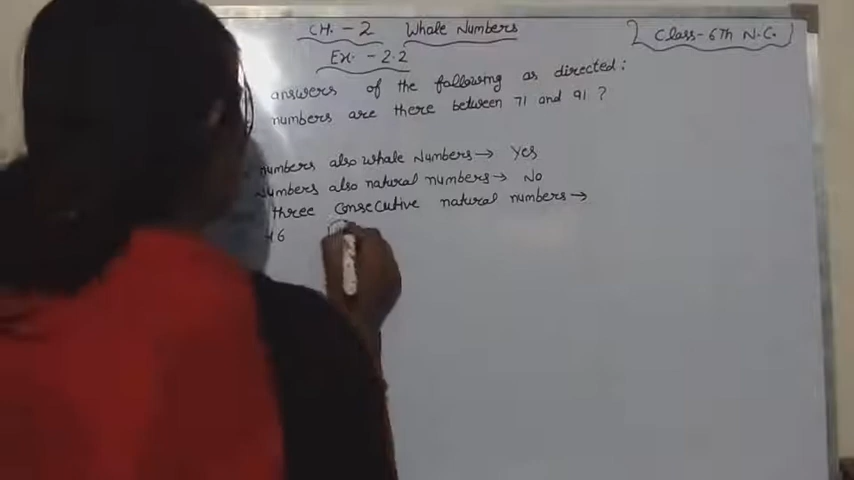 CH. - 2 Whale Numbers
Class - 6th N.C.
Ex. - 2.2
answers of the following as directed :
numbers are there between 71 and 91 ?
numbers also whale Numbers → Yes
Numbers also natural numbers → No
three consecutive natural numbers →
46